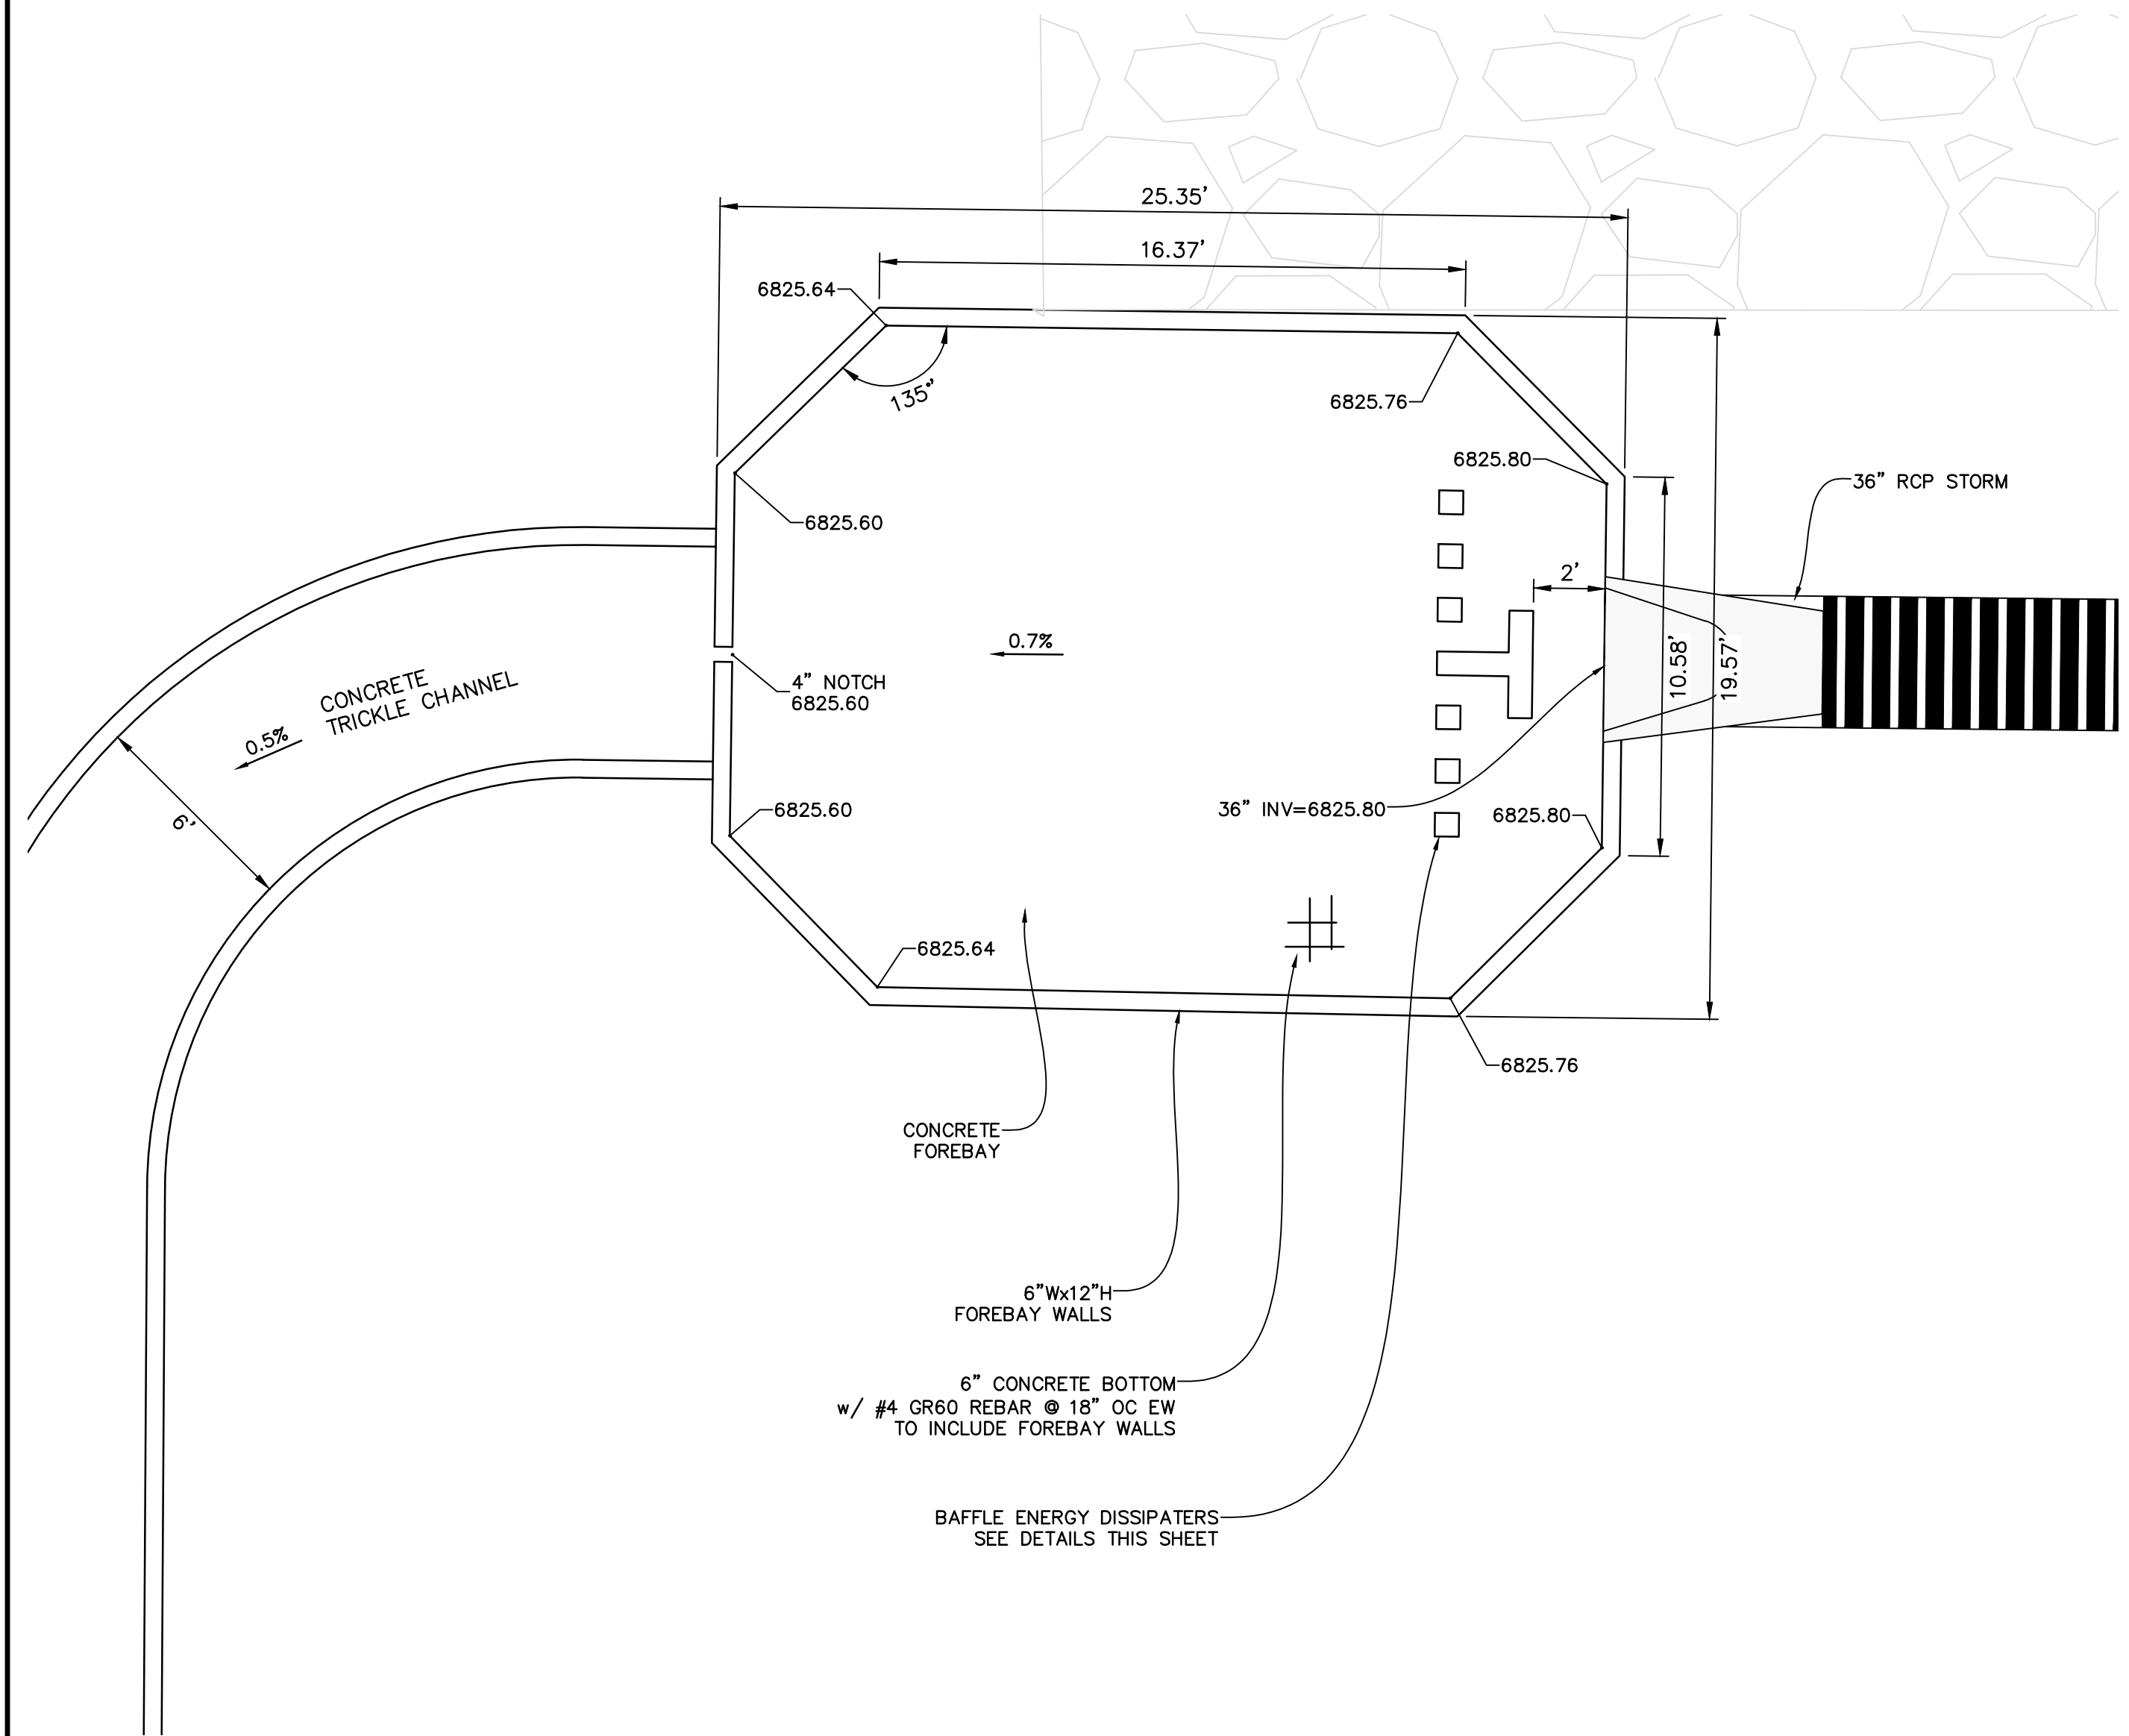 25.35'
16.37'
6825.64
135°
6825.76
6825.80
36" RCP STORM
6825.60
2'
0.7%
4" NOTCH
6825.60
10.58'
19.57'
CONCRETE
TRICKLE CHANNEL
0.5%
6'
6825.60
36" INV=6825.80
6825.80
6825.64
6825.76
CONCRETE
FOREBAY
6"Wx12"H
FOREBAY WALLS
6" CONCRETE BOTTOM
w/ #4 GR60 REBAR @ 18" OC EW
TO INCLUDE FOREBAY WALLS
BAFFLE ENERGY DISSIPATERS
SEE DETAILS THIS SHEET